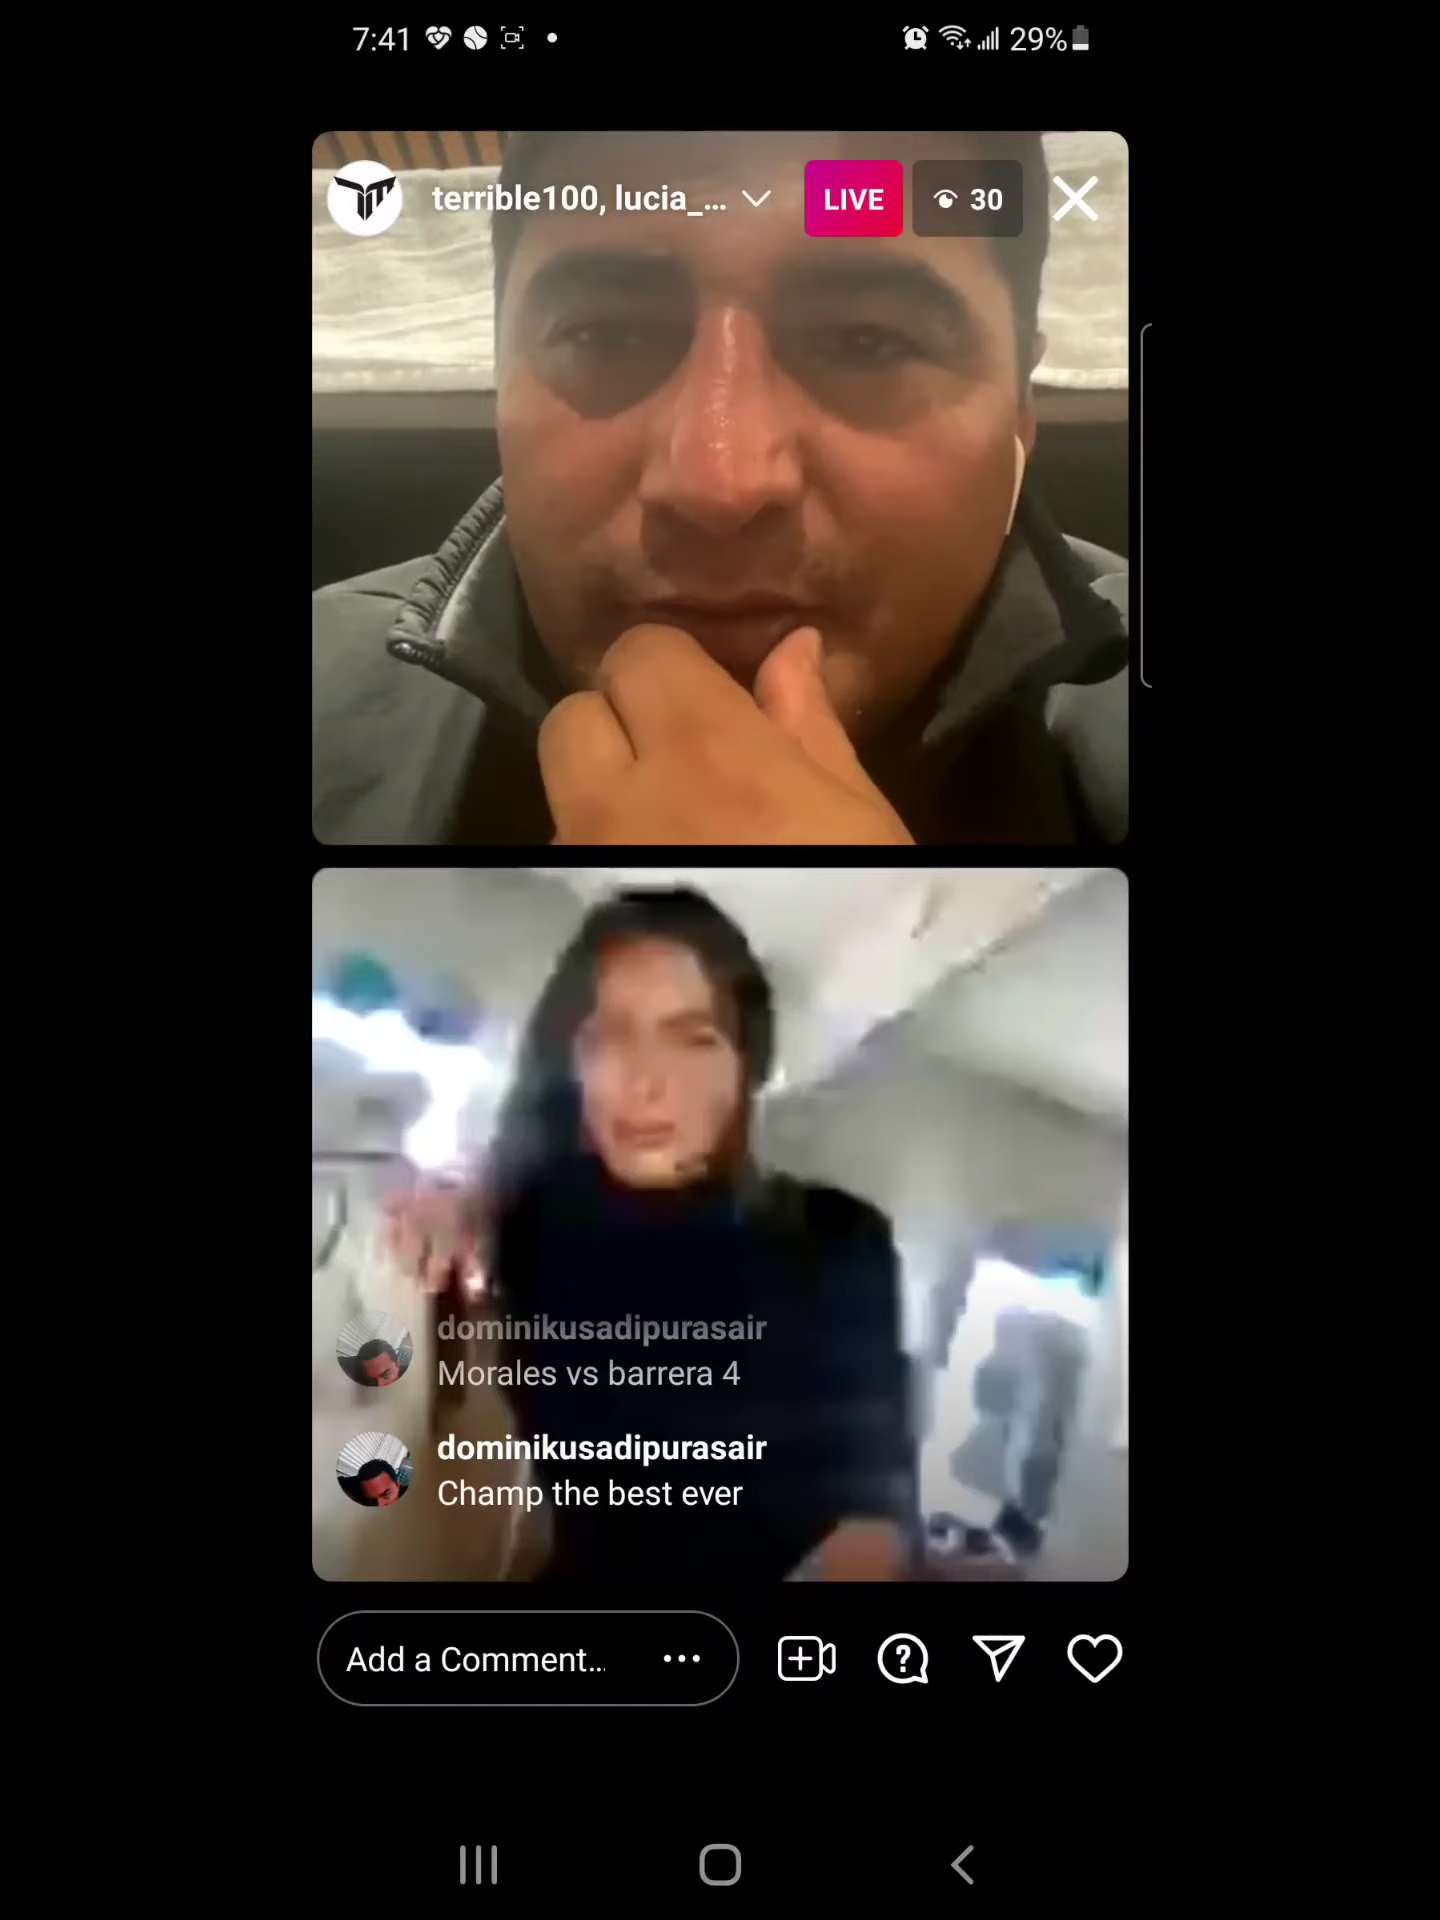 7:41
29%
terrible100, lucia_...
LIVE
30
dominikusadipurasair
Morales vs barrera 4
dominikusadipurasair
Champ the best ever
Add a Comment...